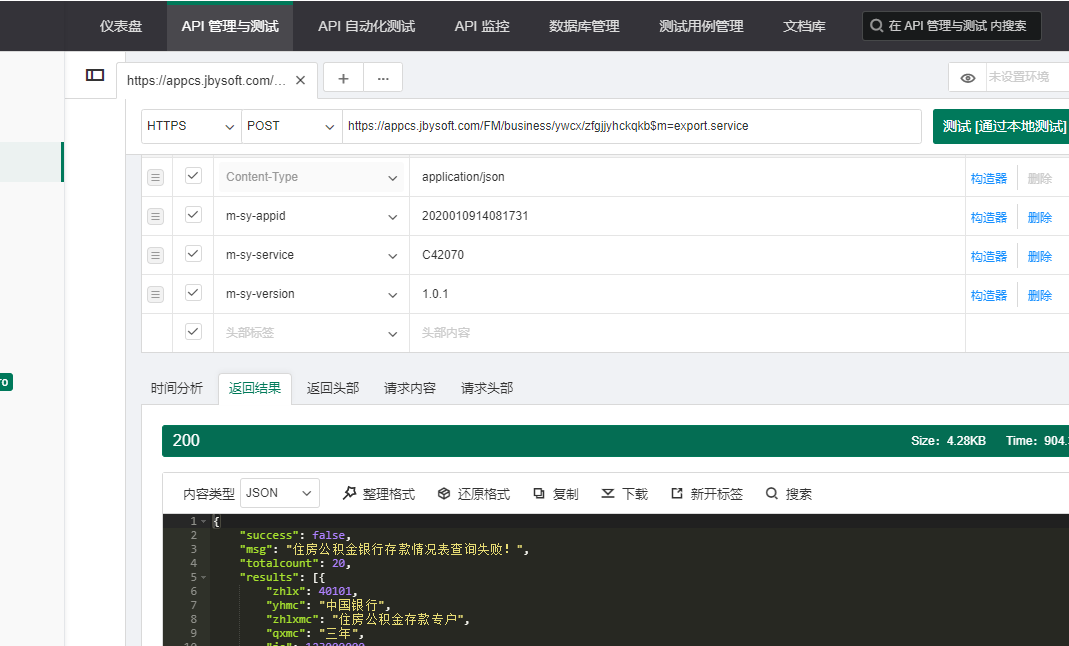 仪表盘 API 管理与测试 API 自动化测试 API 监控 数据库管理 测试用例管理 文档库 在 API 管理与测试 内搜索
https://appcs.jbysoft.com/... × + ... 未设置环境
HTTPS POST https://appcs.jbysoft.com/FM/business/ywcx/zfgjjyhckqkb$m=export.service 测试 [通过本地测试]
Content-Type application/json 构造器 删除
m-sy-appid 2020010914081731 构造器 删除
m-sy-service C42070 构造器 删除
m-sy-version 1.0.1 构造器 删除
头部标签 头部内容
ro
时间分析 返回结果 返回头部 请求内容 请求头部
200 Size: 4.28KB Time: 904.
内容类型 JSON 整理格式 还原格式 复制 下载 新开标签 搜索
1 {
2 "success": false,
3 "msg": "住房公积金银行存款情况表查询失败! ",
4 "totalcount": 20,
5 "results": [{
6 "zhlx": 40101,
7 "yhmc": "中国银行",
8 "zhlxmc": "住房公积金存款专户",
9 "qxmc": "三年",